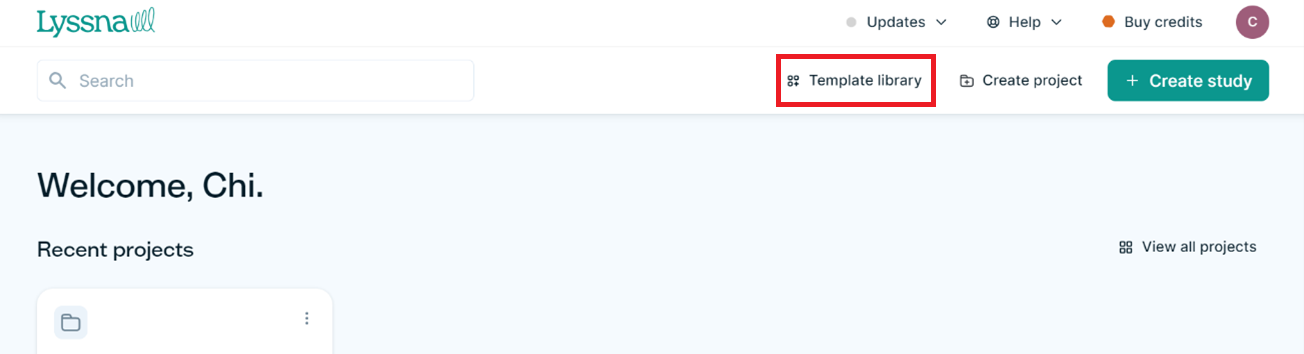 Lyssna
Updates
Help
Buy credits
C
Search
Template library
Create project
+ Create study
Welcome, Chi.
Recent projects
View all projects